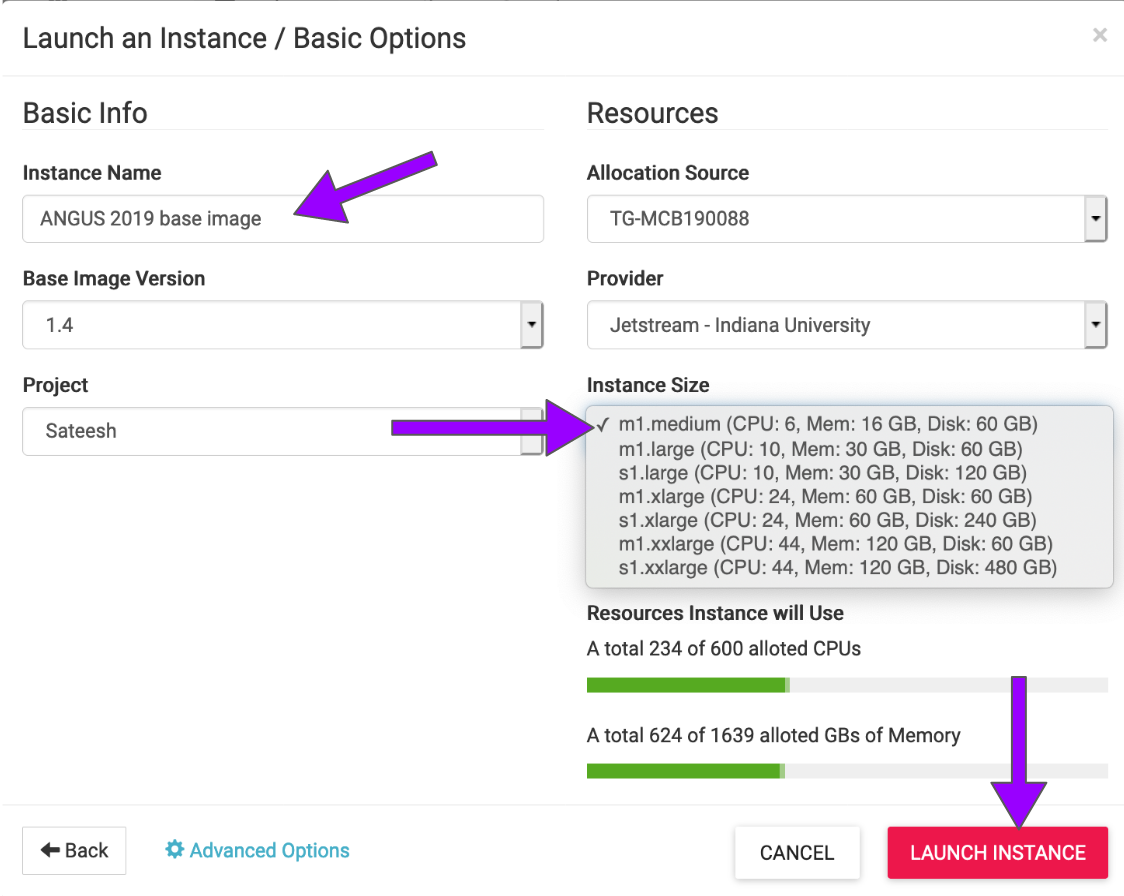 Launch an Instance / Basic Options
×
Basic Info
Instance Name
ANGUS 2019 base image
Base Image Version
1.4
Project
Sateesh
Resources
Allocation Source
TG-MCB190088
Provider
Jetstream - Indiana University
Instance Size
✓ m1.medium (CPU: 6, Mem: 16 GB, Disk: 60 GB)
m1.large (CPU: 10, Mem: 30 GB, Disk: 60 GB)
s1.large (CPU: 10, Mem: 30 GB, Disk: 120 GB)
m1.xlarge (CPU: 24, Mem: 60 GB, Disk: 60 GB)
s1.xlarge (CPU: 24, Mem: 60 GB, Disk: 240 GB)
m1.xxlarge (CPU: 44, Mem: 120 GB, Disk: 60 GB)
s1.xxlarge (CPU: 44, Mem: 120 GB, Disk: 480 GB)
Resources Instance will Use
A total 234 of 600 alloted CPUs
A total 624 of 1639 alloted GBs of Memory
Back
Advanced Options
CANCEL
LAUNCH INSTANCE